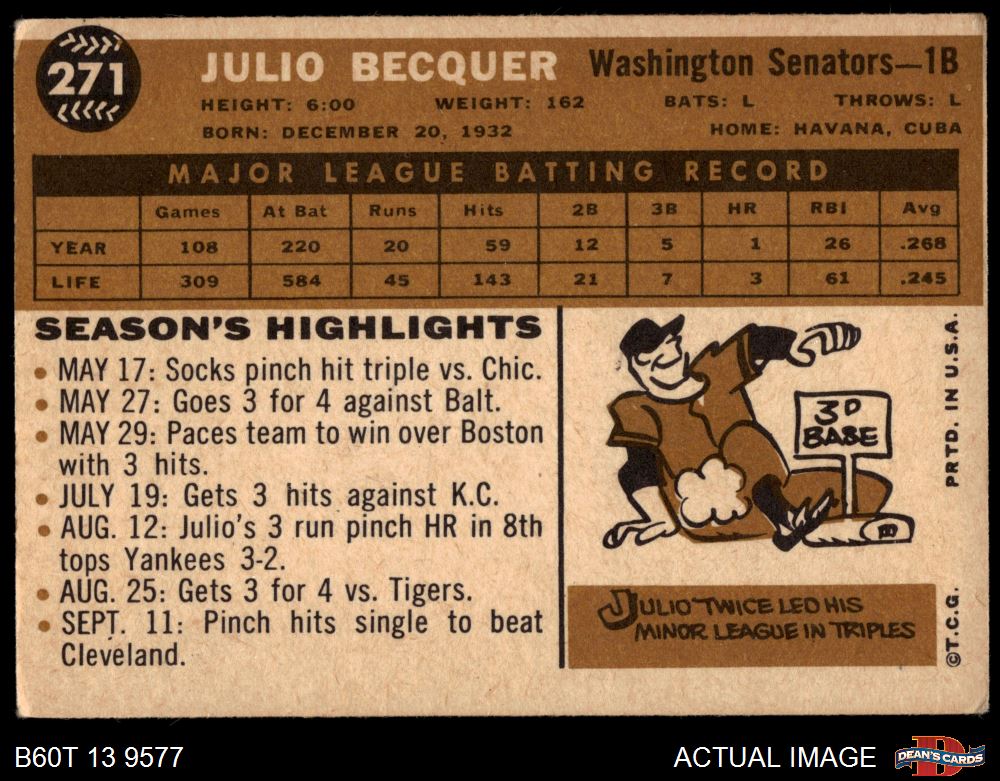 271
JULIO BECQUER Washington Senators—1B
HEIGHT: 6:00 WEIGHT: 162 BATS: L THROWS: L
BORN: DECEMBER 20, 1932 HOME: HAVANA, CUBA
MAJOR LEAGUE BATTING RECORD
Games At Bat Runs Hits 2B 3B HR RBI Avg
YEAR 108 220 20 59 12 5 1 26 .268
LIFE 309 584 45 143 21 7 3 61 .245
SEASON'S HIGHLIGHTS
• MAY 17: Socks pinch hit triple vs. Chic.
• MAY 27: Goes 3 for 4 against Balt.
• MAY 29: Paces team to win over Boston
with 3 hits.
• JULY 19: Gets 3 hits against K.C.
• AUG. 12: Julio's 3 run pinch HR in 8th
tops Yankees 3-2.
• AUG. 25: Gets 3 for 4 vs. Tigers.
• SEPT. 11: Pinch hits single to beat
Cleveland.
3D
BASE
JULIO TWICE LED HIS
MINOR LEAGUE IN TRIPLES
PRTD. IN U.S.A.
©T.C.G.
B60T 13 9577
ACTUAL IMAGE
D
DEAN'S CARDS